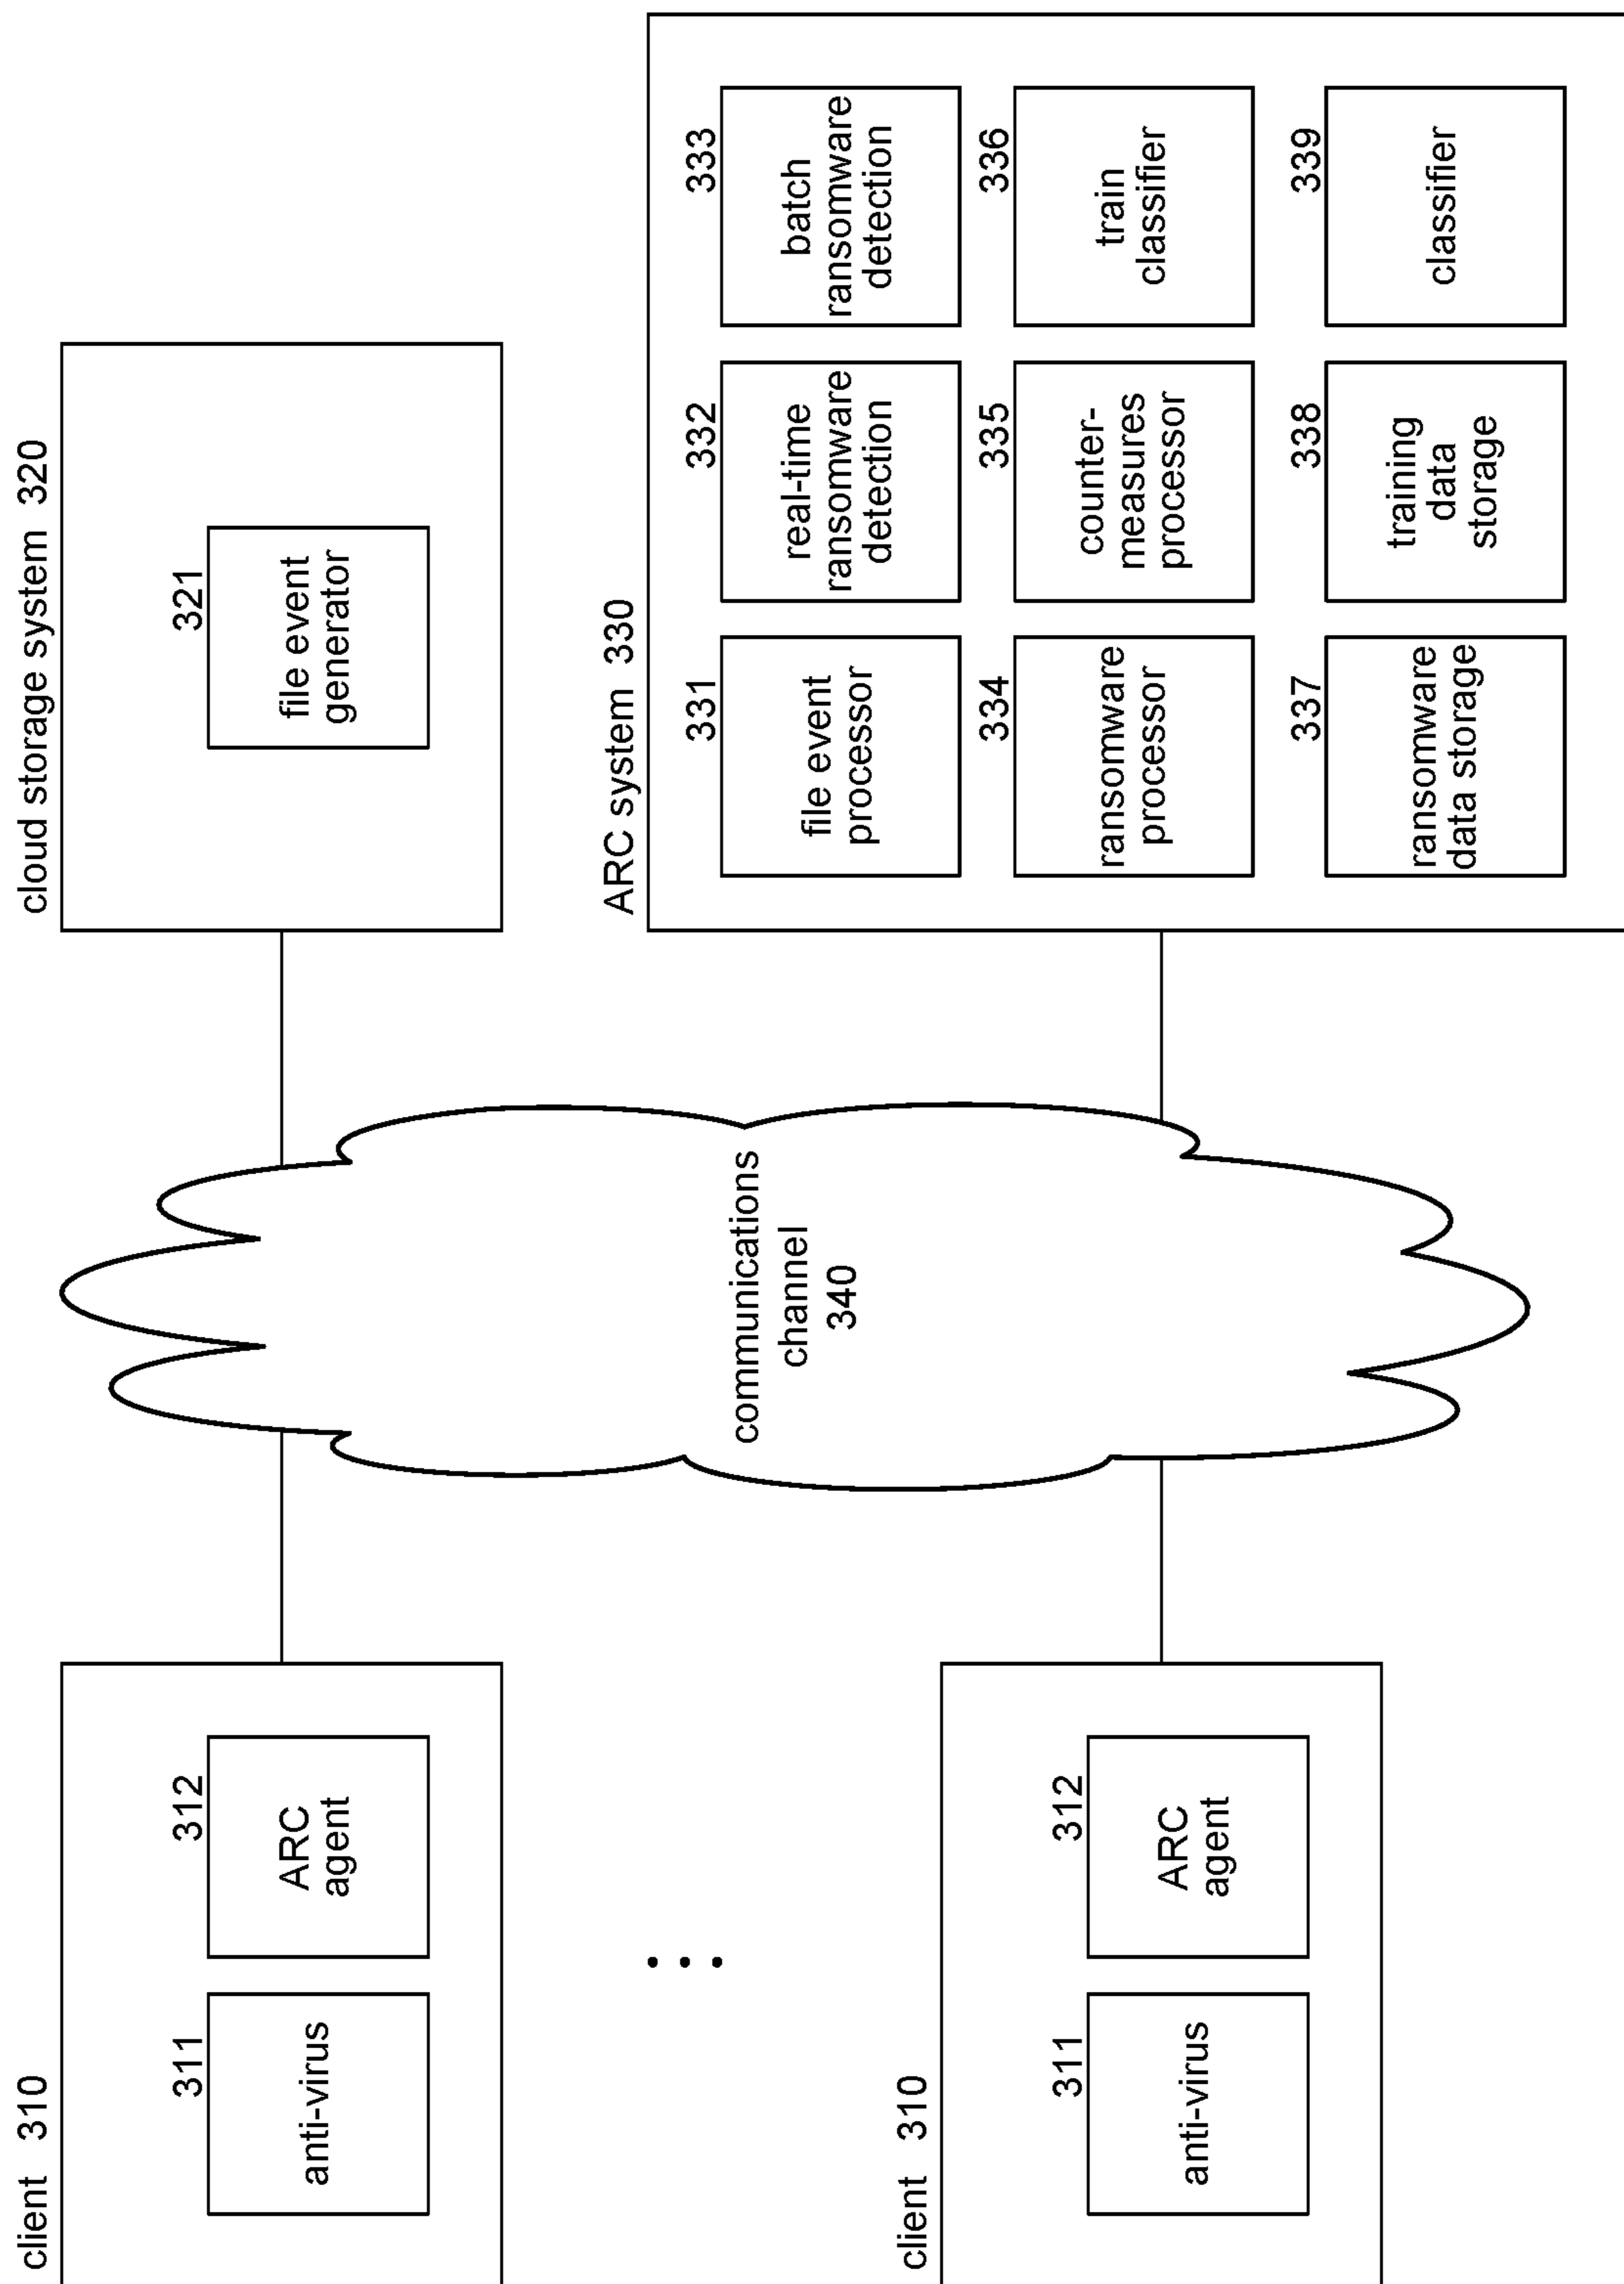 client 310
311
anti-virus
312
ARC
agent
client 310
311
anti-virus
312
ARC
agent
communications
channel
340
cloud storage system 320
321
file event
generator
ARC system 330
331
file event
processor
332
real-time
ransomware
detection
333
batch
ransomware
detection
334
ransomware
processor
335
counter-
measures
processor
336
train
classifier
337
ransomware
data storage
338
training
data
storage
339
classifier